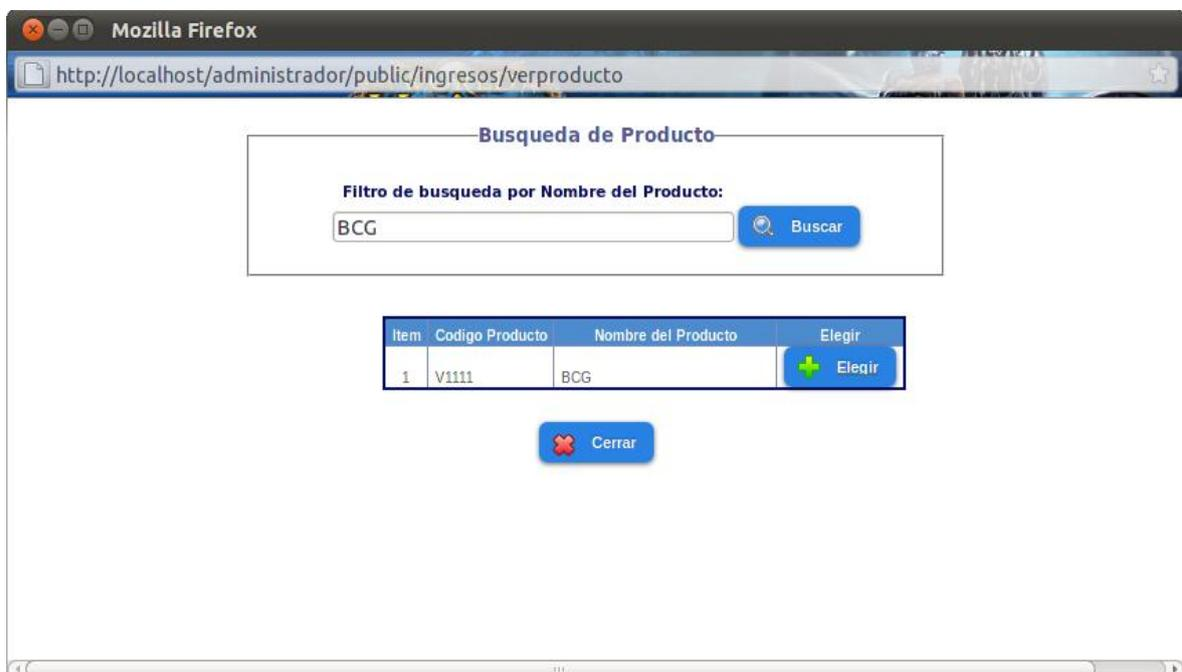 Mozilla Firefox
http://localhost/administrador/public/ingresos/verproducto
Busqueda de Producto
Filtro de busqueda por Nombre del Producto:
BCG Buscar
Item Codigo Producto Nombre del Producto Elegir
1 V1111 BCG Elegir
Cerrar